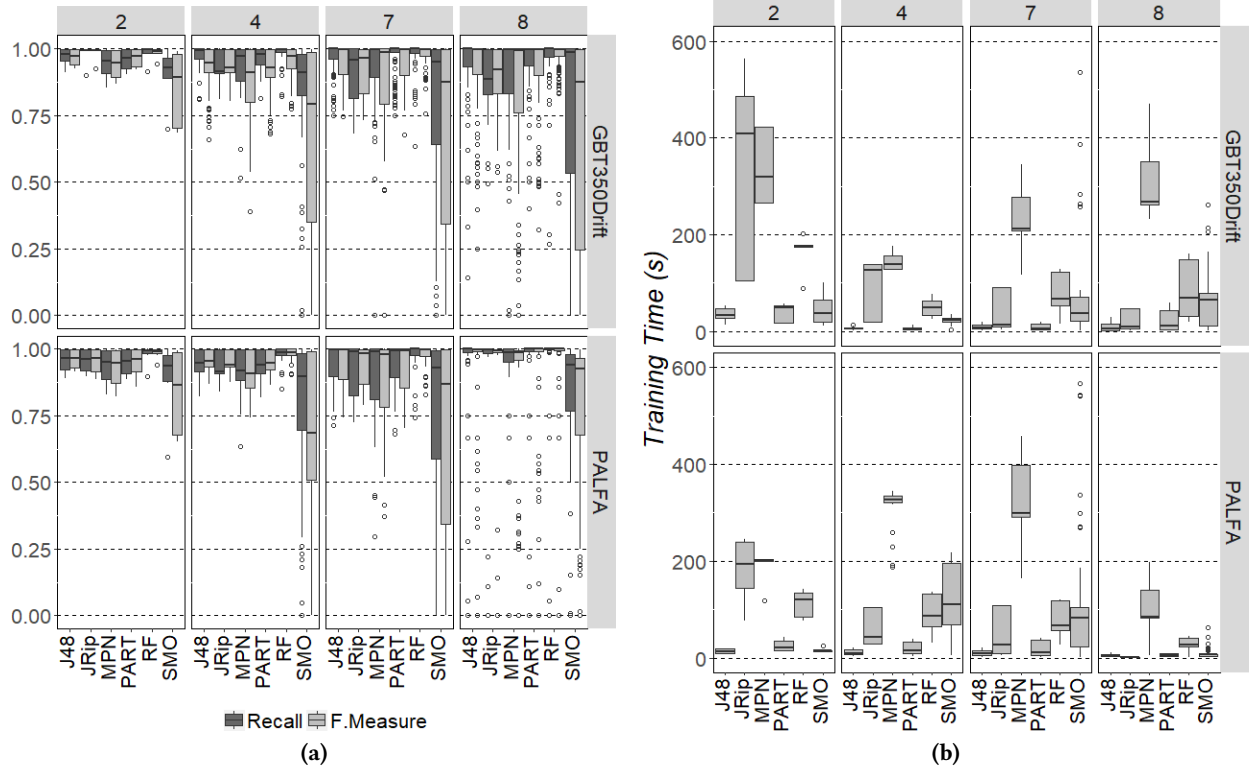 2 4 7 8
1.00
0.75
0.50
0.25
0.00
GBT350Drift
1.00
0.75
0.50
0.25
0.00
PALFA
J48 JRip MPN PART RF SMO J48 JRip MPN PART RF SMO J48 JRip MPN PART RF SMO J48 JRip MPN PART RF SMO
Recall F.Measure
(a)
2 4 7 8
Training Time (s)
600
400
200
0
GBT350Drift
600
400
200
0
PALFA
J48 JRip MPN PART RF SMO J48 JRip MPN PART RF SMO J48 JRip MPN PART RF SMO J48 JRip MPN PART RF SMO
(b)